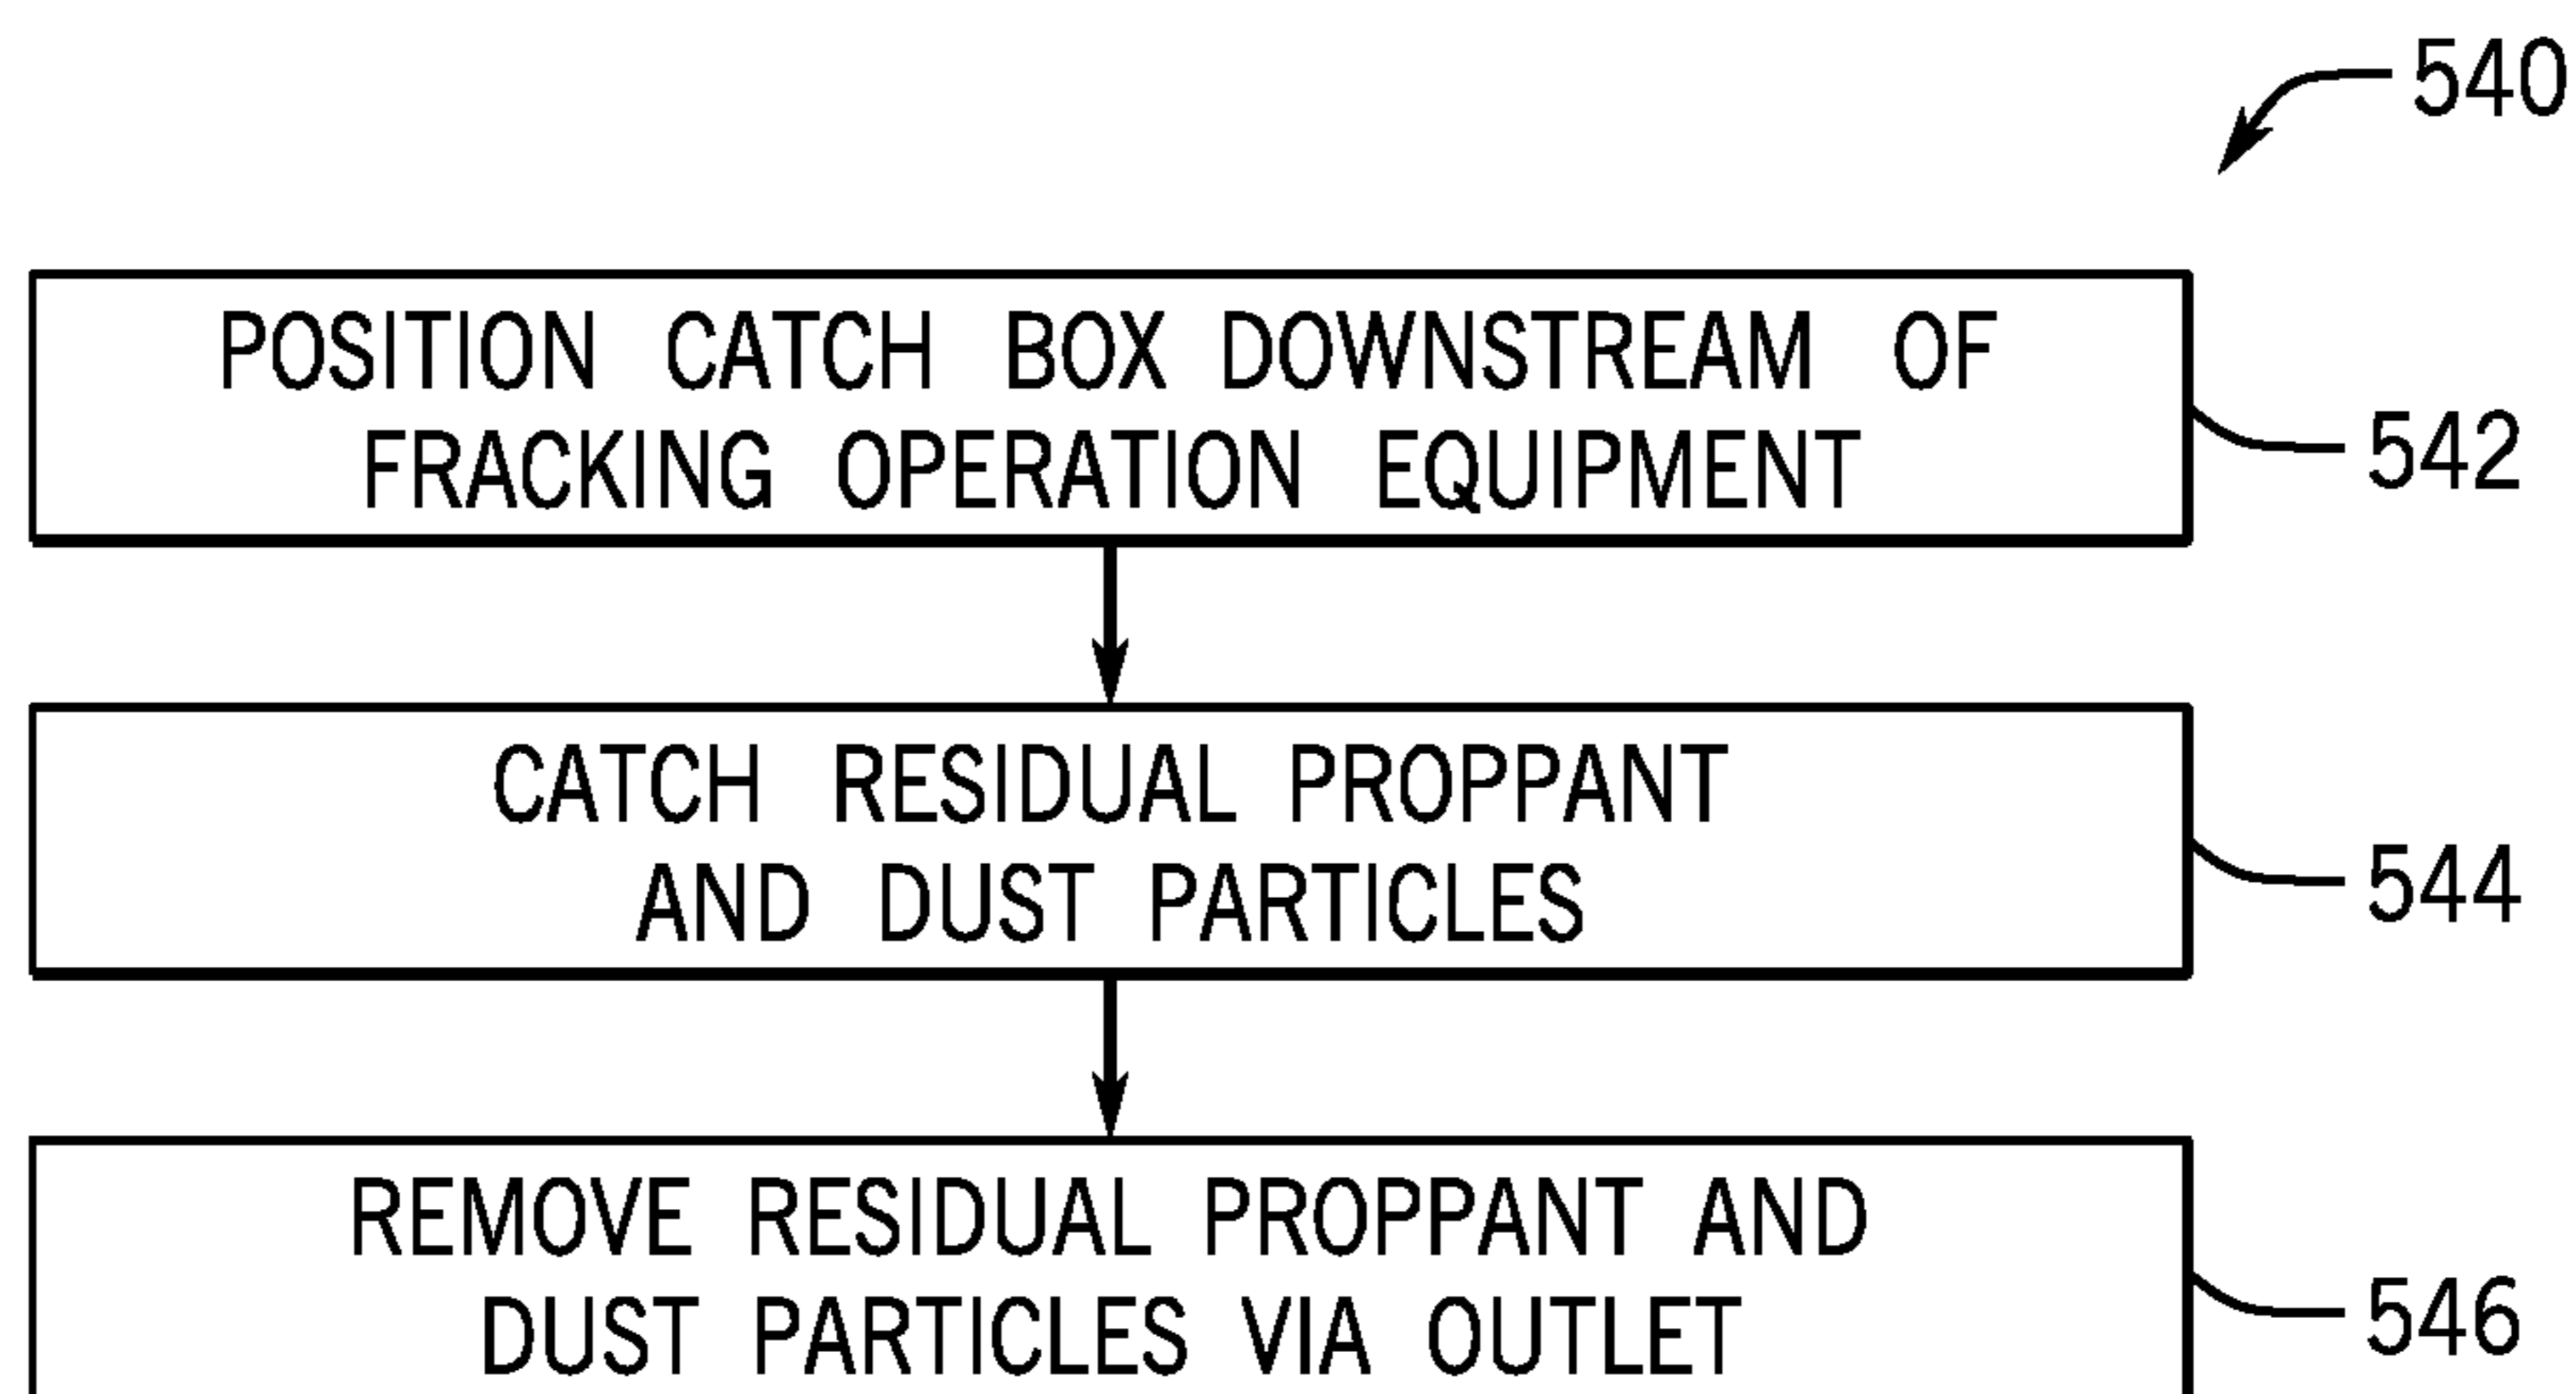 540
POSITION CATCH BOX DOWNSTREAM OF
FRACKING OPERATION EQUIPMENT
542
CATCH RESIDUAL PROPPANT
AND DUST PARTICLES
544
REMOVE RESIDUAL PROPPANT AND
DUST PARTICLES VIA OUTLET
546